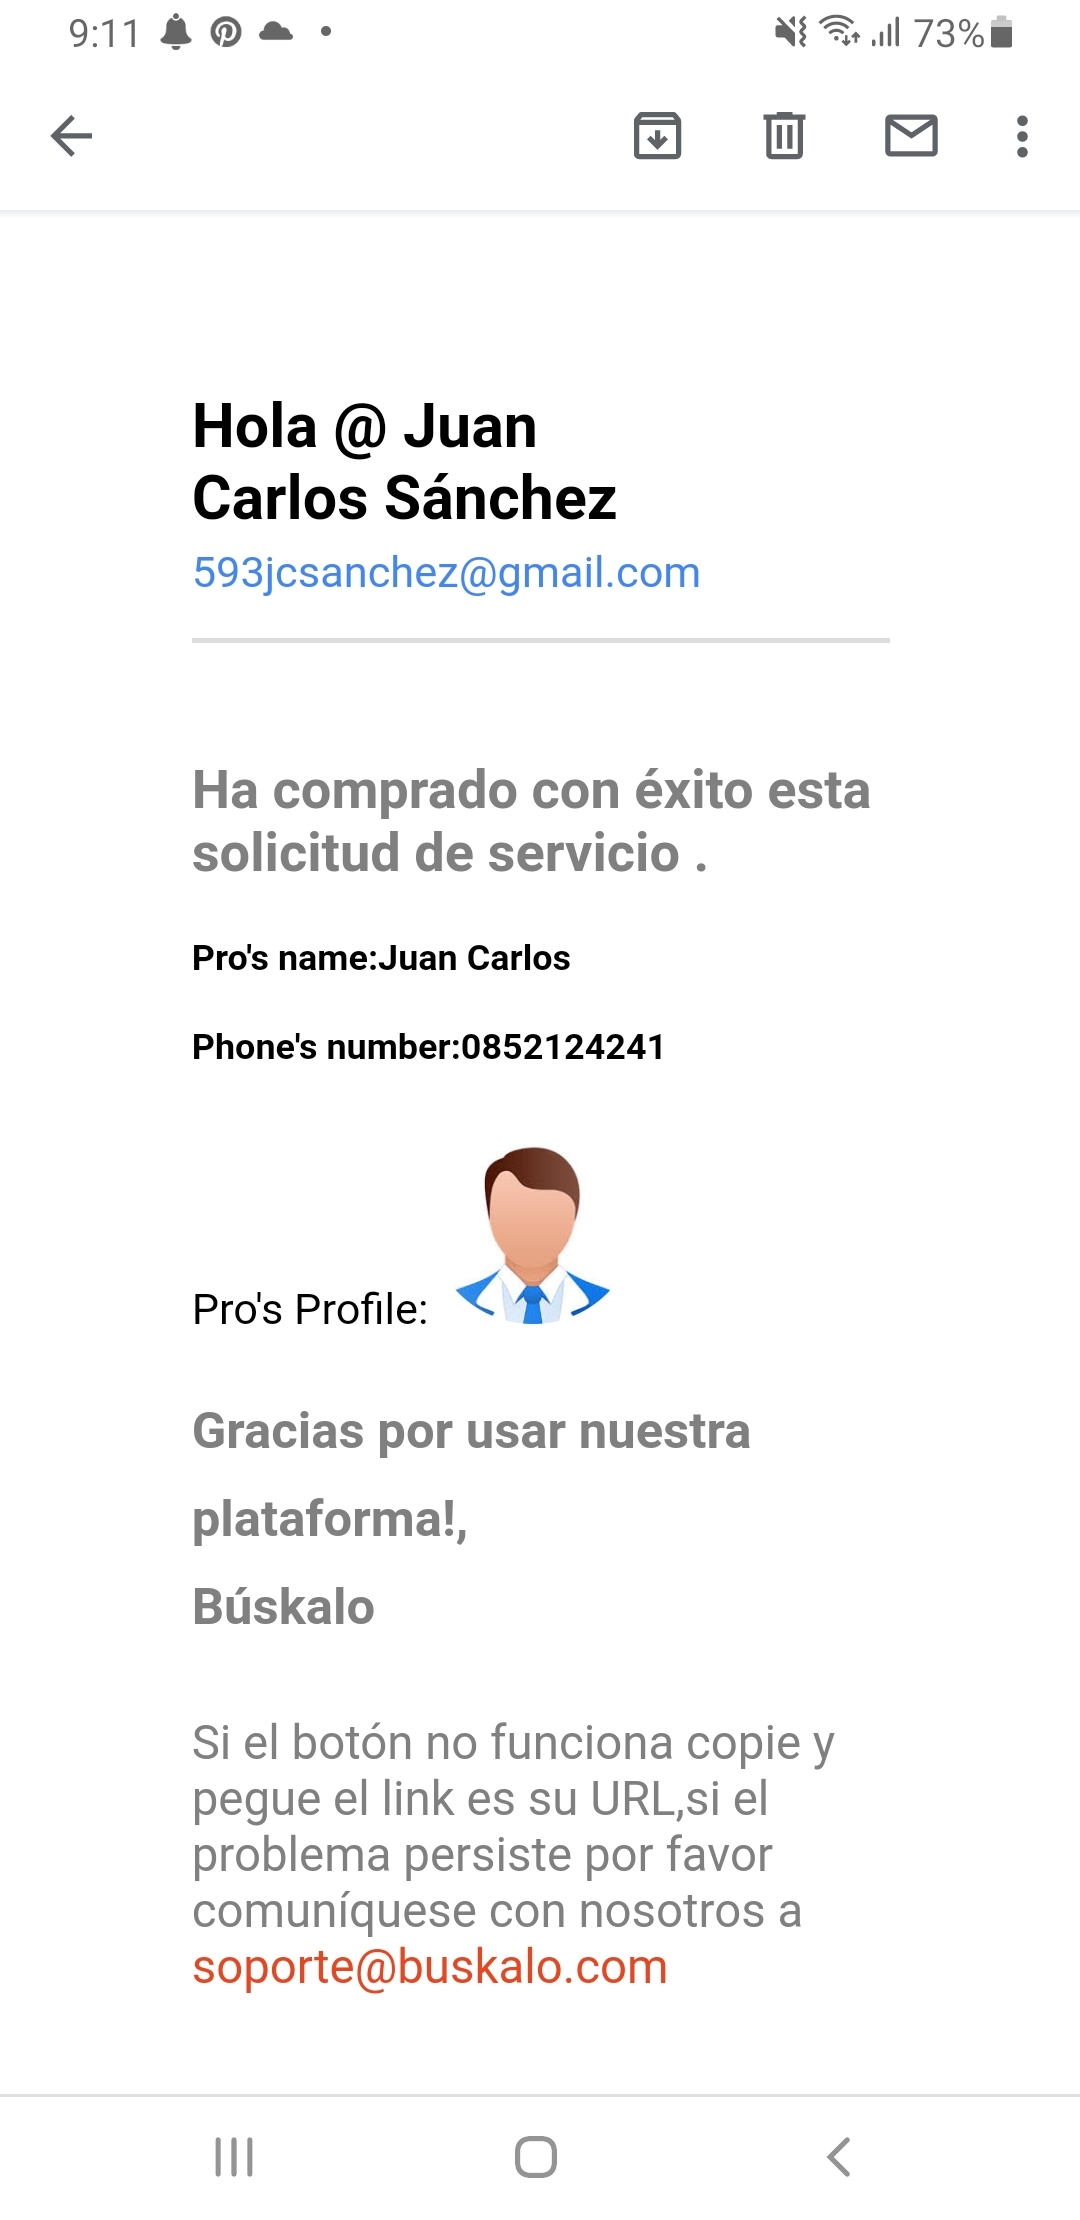 9:11
73%
Hola @ Juan
Carlos Sánchez
593jcsanchez@gmail.com
Ha comprado con éxito esta
solicitud de servicio .
Pro's name:Juan Carlos
Phone's number:0852124241
Pro's Profile:
Gracias por usar nuestra
plataforma!,
Búskalo
Si el botón no funciona copie y
pegue el link es su URL,si el
problema persiste por favor
comuníquese con nosotros a
soporte@buskalo.com